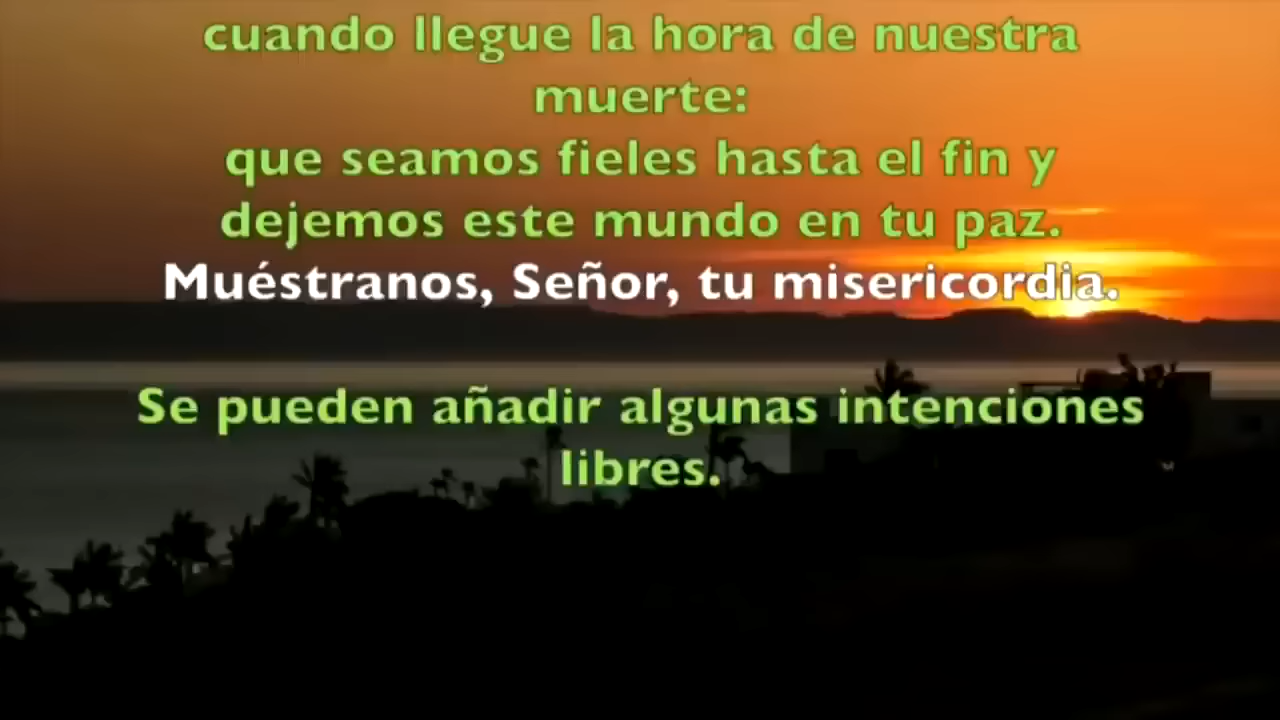 cuando llegue la hora de nuestra
muerte:
que seamos fieles hasta el fin y
dejemos este mundo en tu paz.
Muéstranos, Señor, tu misericordia.
Se pueden añadir algunas intenciones
libres.